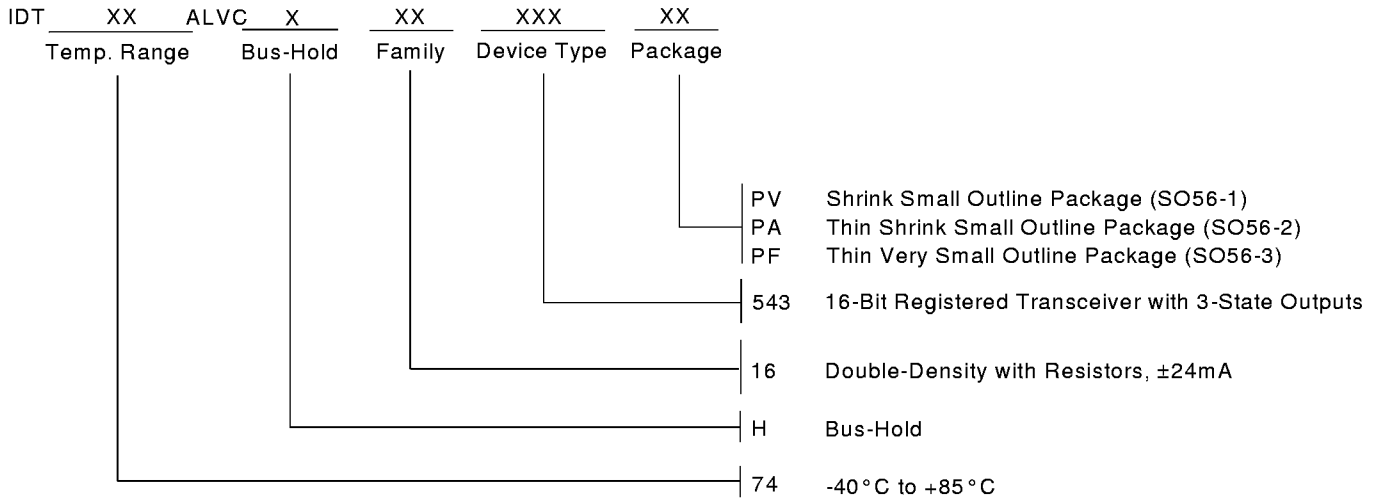 IDT XX ALVC X XX XXX XX
Temp. Range Bus-Hold Family Device Type Package
PV Shrink Small Outline Package (SO56-1)
PA Thin Shrink Small Outline Package (SO56-2)
PF Thin Very Small Outline Package (SO56-3)
543 16-Bit Registered Transceiver with 3-State Outputs
16 Double-Density with Resistors, ±24mA
H Bus-Hold
74 -40°C to +85°C